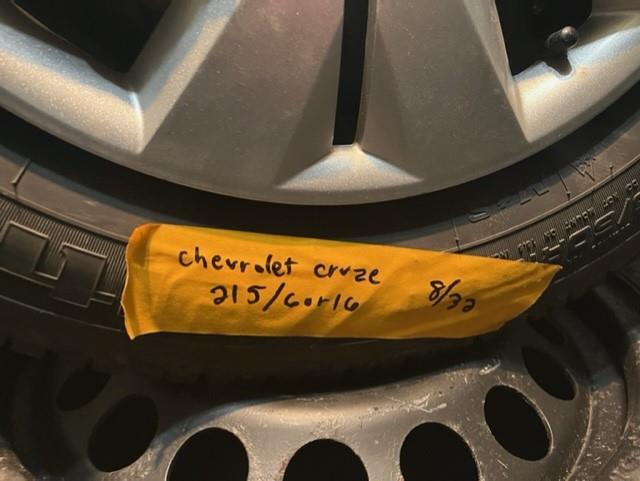 chevrolet cruze
215/60r16 8/32
M+S